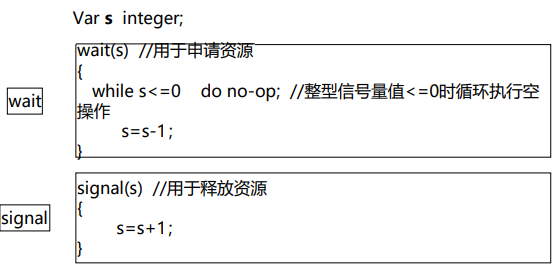 Var s integer;
wait(s) //用于申请资源
{
while s<=0 do no-op; //整型信号量值<=0时循环执行空
操作
s=s-1;
}
wait
signal(s) //用于释放资源
{
s=s+1;
}
signal